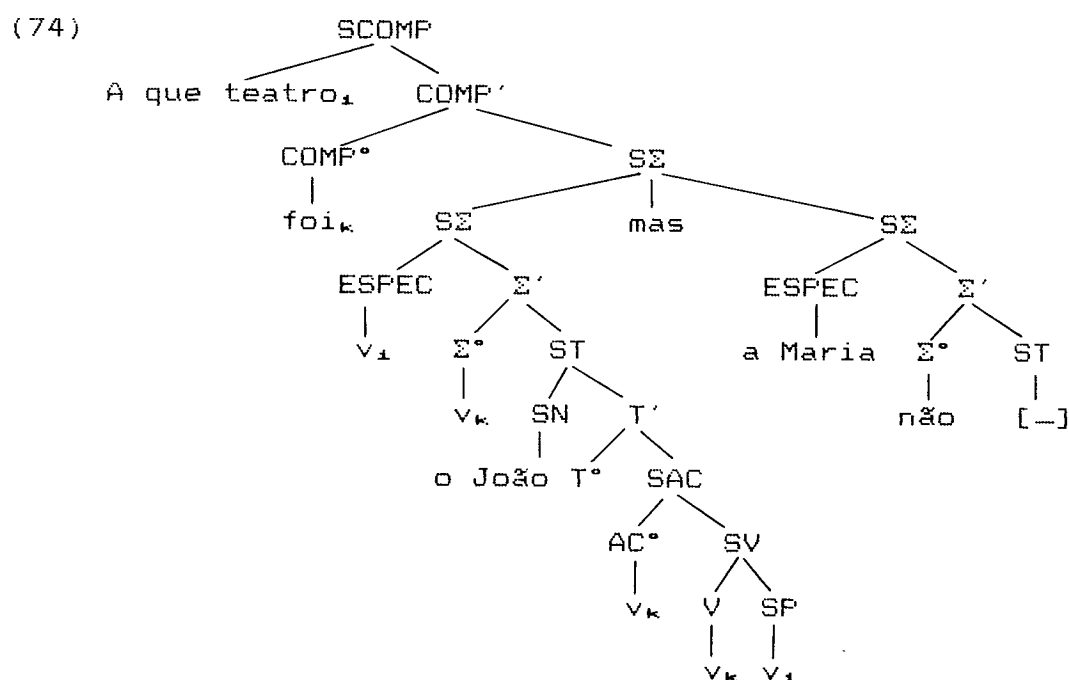 (74) SCOMP
A que teatroᵢ COMP'
COMP° SΣ
foiₖ SΣ mas SΣ
ESPEC Σ' ESPEC Σ'
vᵢ Σ° ST a Maria Σ° ST
vₖ SN T' não [—]
o João T° SAC
AC° SV
vₖ V SP
vₖ vᵢ